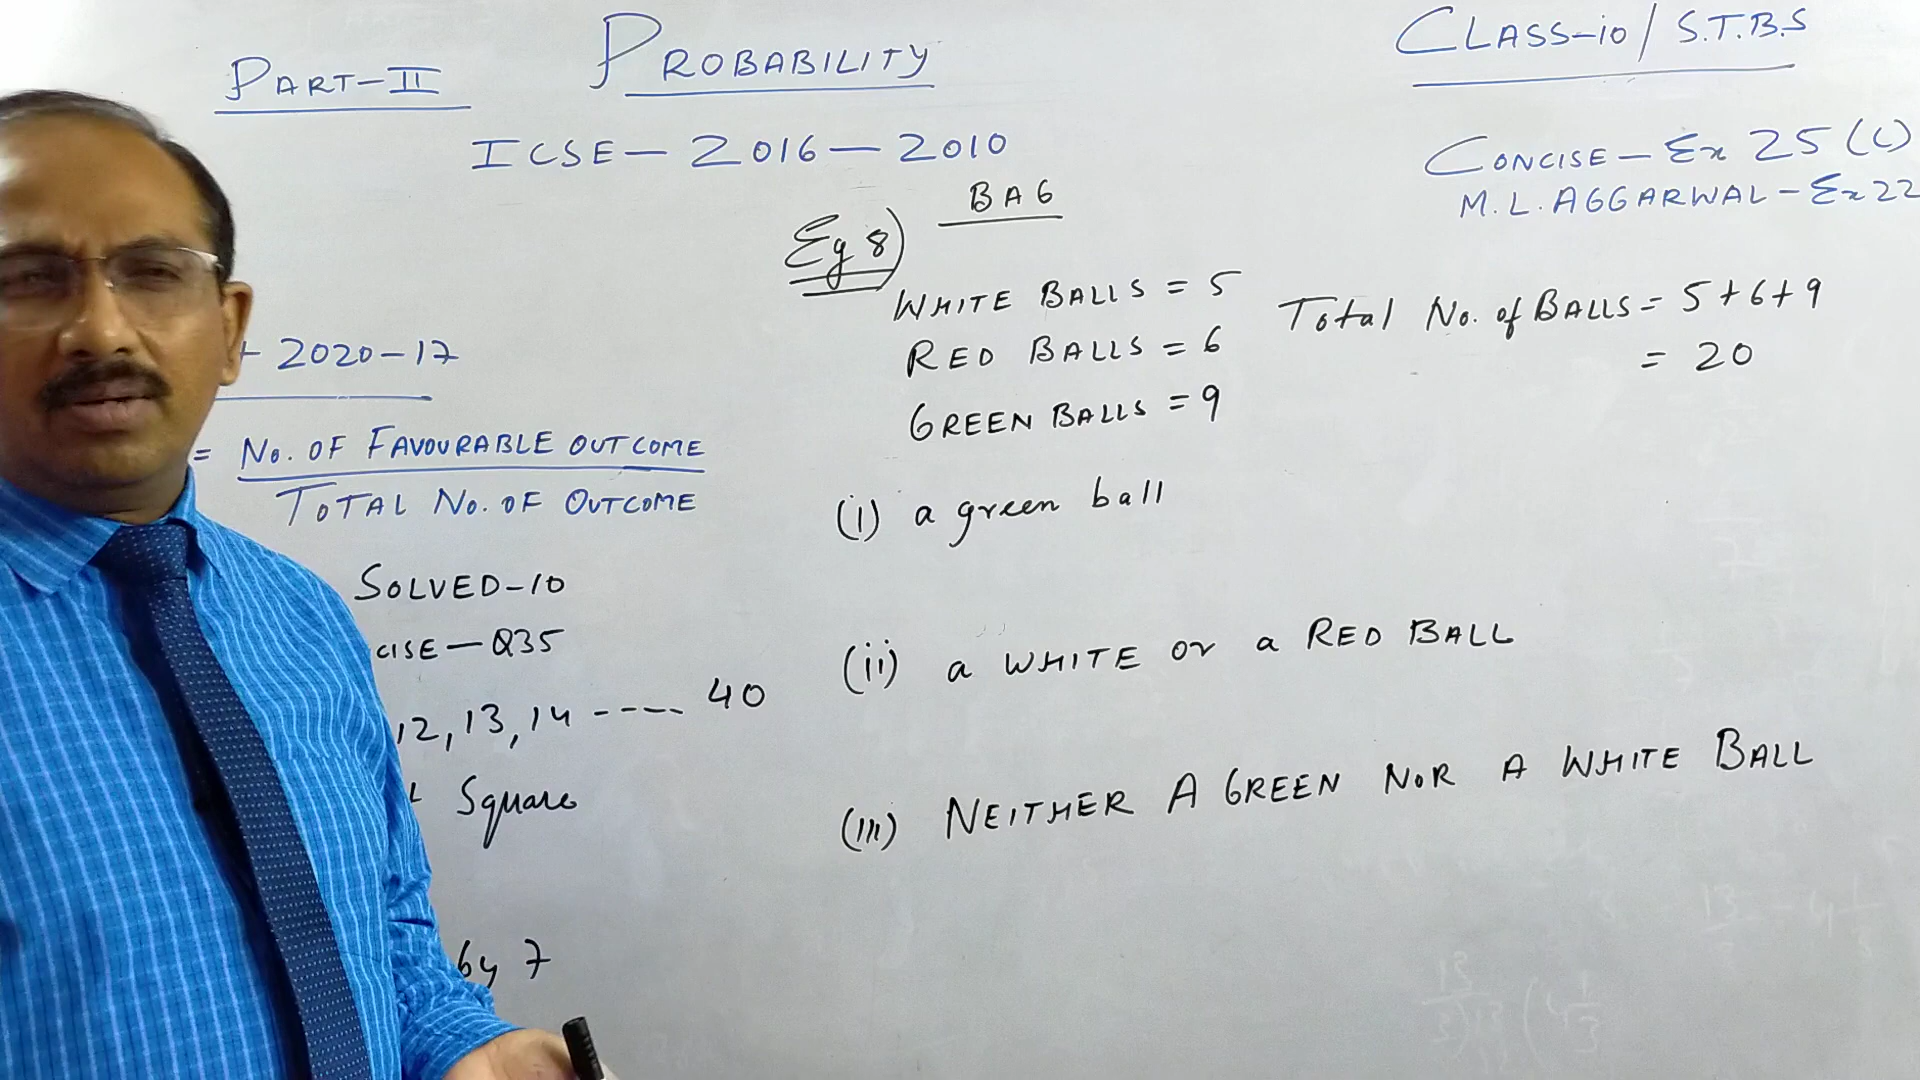 PART-II
PROBABILITY
CLASS-10/S.T.B.S
ICSE-2016-2010
CONCISE-Ex 25(C)
M.L.AGGARWAL-Ex 22
2020-17
= No. OF FAVOURABLE OUTCOME
TOTAL No. OF OUTCOME
SOLVED-10
CISE-Q35
12, 13, 14 ----- 40
Square
by 7
Eg 8)
BAG
WHITE BALLS = 5
RED BALLS = 6
GREEN BALLS = 9
Total No. of BALLS = 5+6+9
= 20
(i) a green ball
(ii) a WHITE or a RED BALL
(iii) NEITHER A GREEN NOR A WHITE BALL